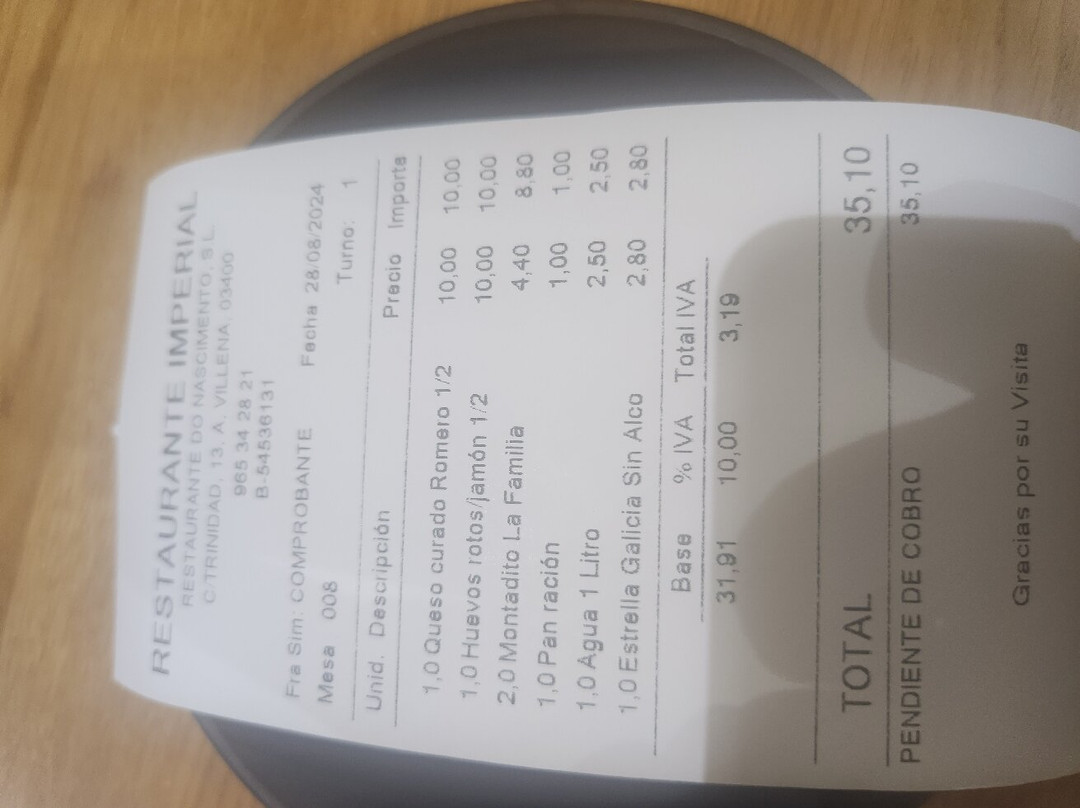 RESTAURANTE IMPERIAL
RESTAURANTE DO NASCIMENTO, S.L.
C/TRINIDAD, 13. A. VILLENA, 03400
965 34 28 21
B-54536131
Fra Sim: COMPROBANTE Fecha 28/08/2024
Mesa 008 Turno: 1
Unid. Descripción Precio Importe
1,0 Queso curado Romero 1/2 10,00 10,00
1,0 Huevos rotos/jamón 1/2 10,00 10,00
2,0 Montadito La Familia 4,40 8,80
1,0 Pan ración 1,00 1,00
1,0 Agua 1 Litro 2,50 2,50
1,0 Estrella Galicia Sin Alco 2,80 2,80
Base % IVA Total IVA
31,91 10,00 3,19
TOTAL 35,10
PENDIENTE DE COBRO 35,10
Gracias por su Visita